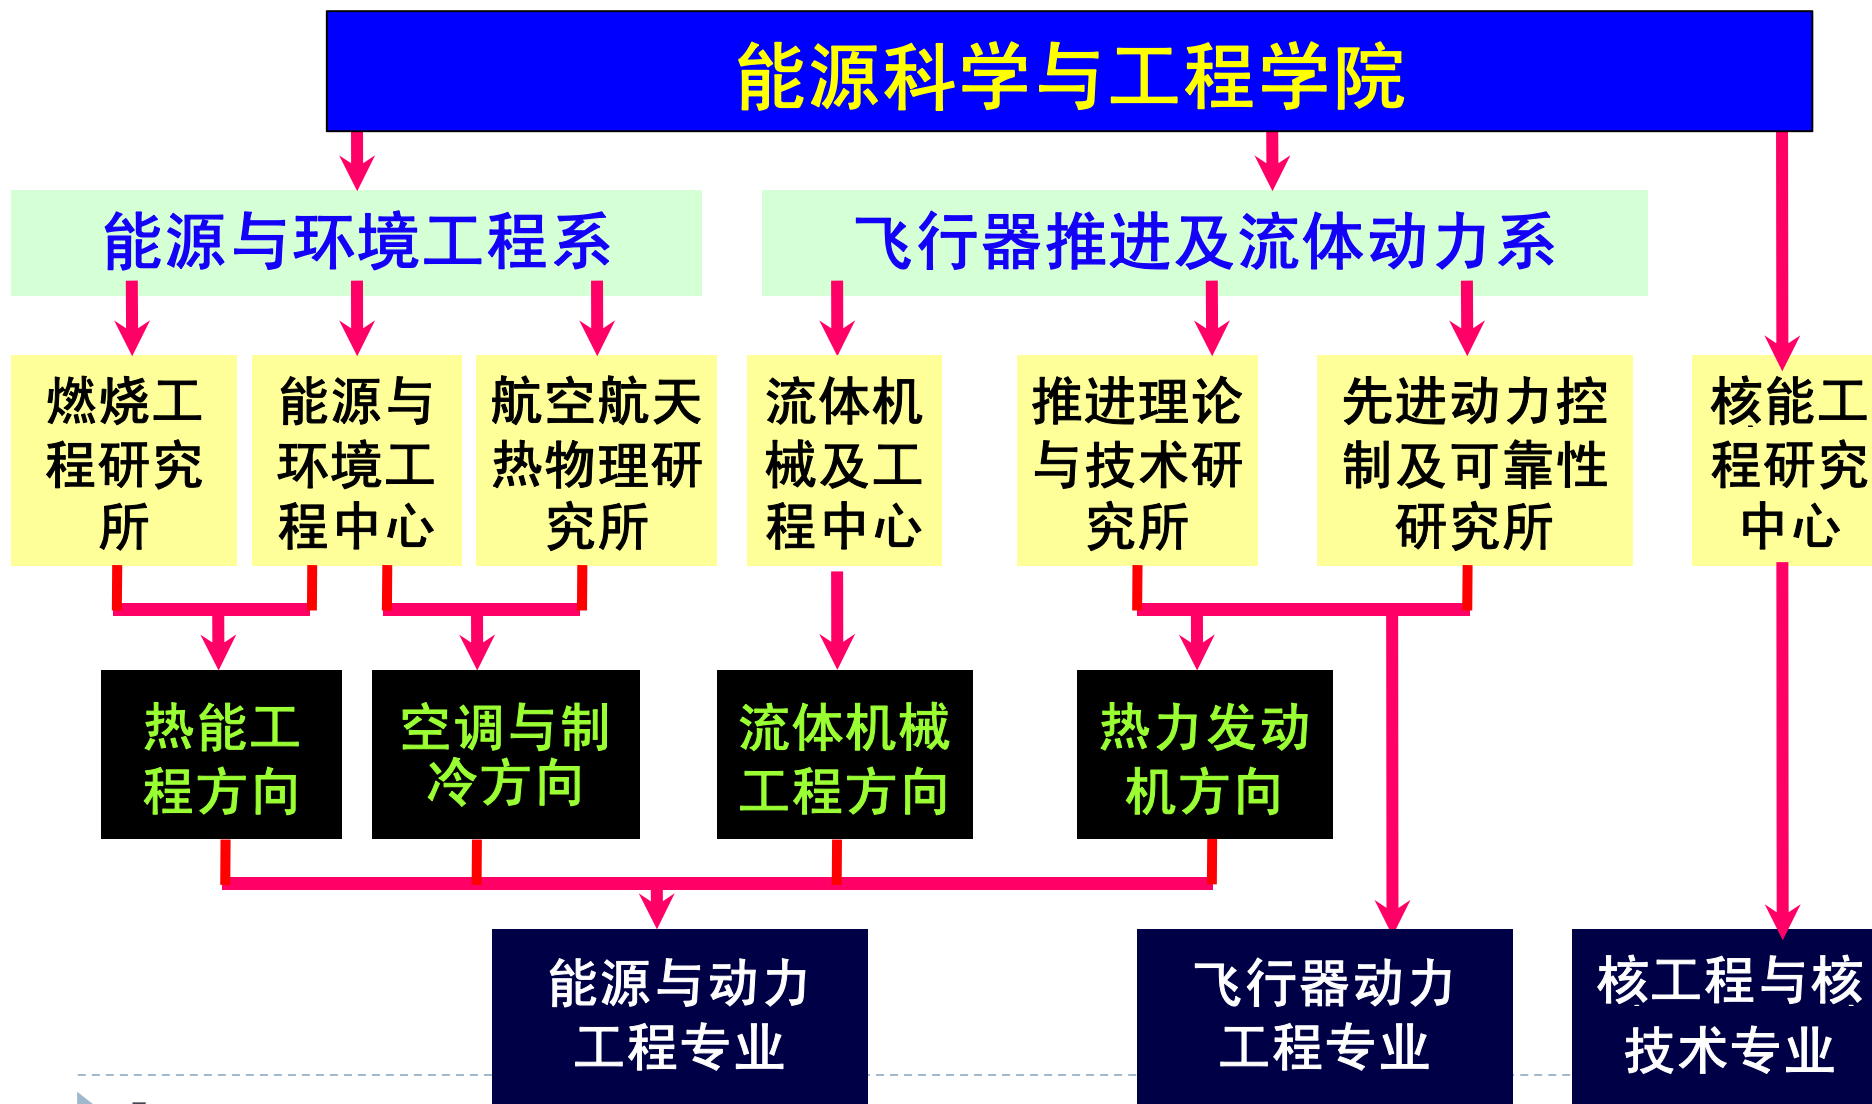 能源科学与工程学院
能源与环境工程系
飞行器推进及流体动力系
燃烧工
程研究
所
能源与
环境工
程中心
航空航天
热物理研
究所
流体机
械及工
程中心
推进理论
与技术研
究所
先进动力控
制及可靠性
研究所
核能工
程研究
中心
热能工
程方向
空调与制
冷方向
流体机械
工程方向
热力发动
机方向
能源与动力
工程专业
飞行器动力
工程专业
核工程与核
技术专业